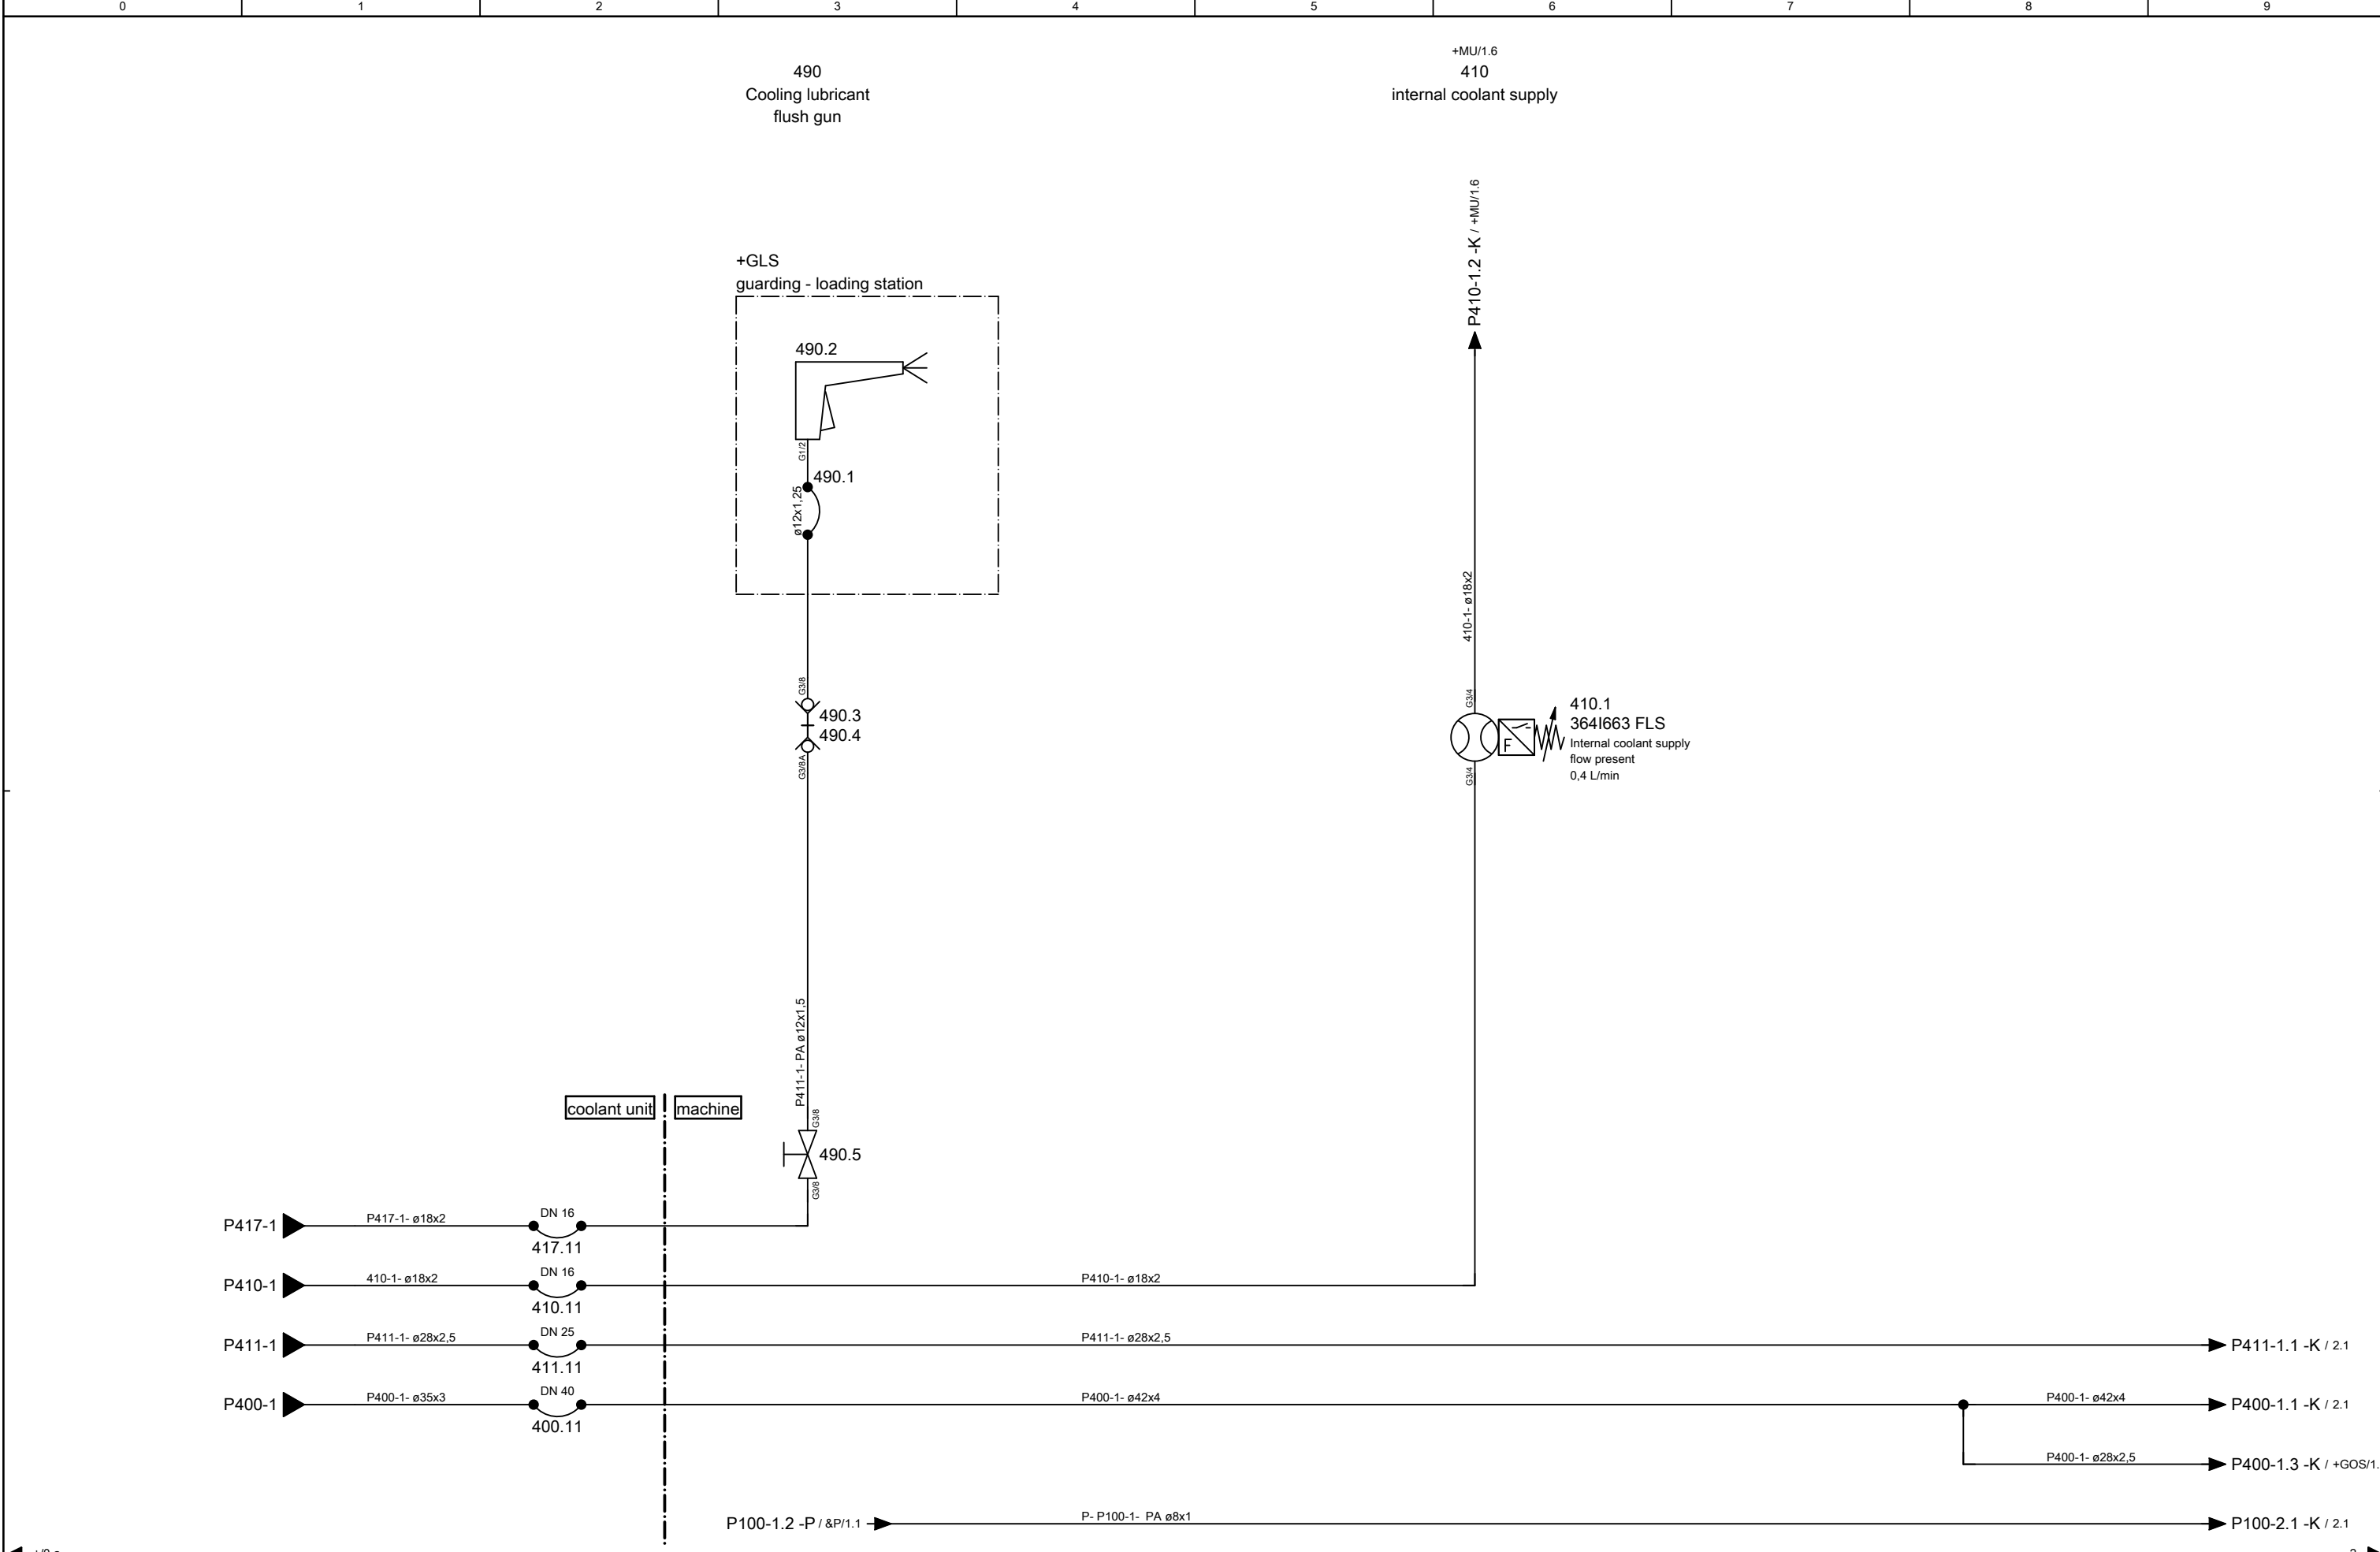 0 1 2 3 4 5 6 7 8 9
490
Cooling lubricant
flush gun
+MU/1.6
410
internal coolant supply
P410-1.2 -K / +MU/1.6
+GLS
guarding - loading station
490.2
G1/2
490.1
ø12x1,25
G3/8
490.3
490.4
G3/8A
410-1- ø18x2
G3/4
410.1
364I663 FLS
Internal coolant supply
flow present
0,4 L/min
F
G3/4
P411-1- PA ø12x1,5
coolant unit
machine
G3/8
490.5
G3/8
P417-1 P417-1- ø18x2 DN 16
417.11
P410-1 410-1- ø18x2 DN 16 P410-1- ø18x2
410.11
P411-1 P411-1- ø28x2,5 DN 25 P411-1- ø28x2,5 P411-1.1 -K / 2.1
411.11
P400-1 P400-1- ø35x3 DN 40 P400-1- ø42x4 P400-1- ø42x4 P400-1.1 -K / 2.1
400.11
P400-1- ø28x2,5 P400-1.3 -K / +GOS/1.
P100-1.2 -P / &P/1.1 P- P100-1- PA ø8x1 P100-2.1 -K / 2.1